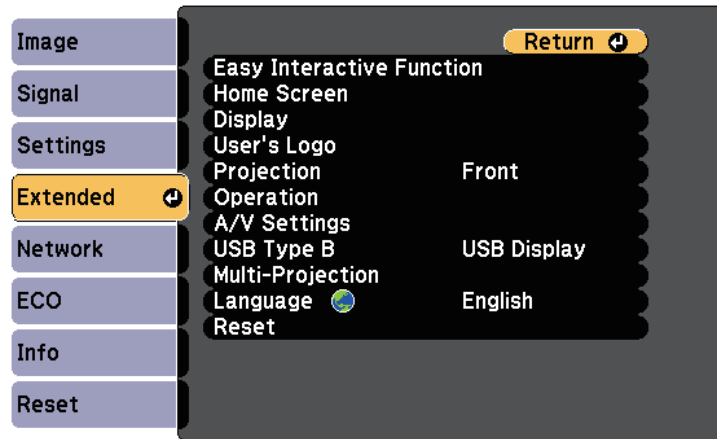 Image
Signal
Settings
Extended
Network
ECO
Info
Reset
Return
Easy Interactive Function
Home Screen
Display
User's Logo
Projection Front
Operation
A/V Settings
USB Type B USB Display
Multi-Projection
Language English
Reset